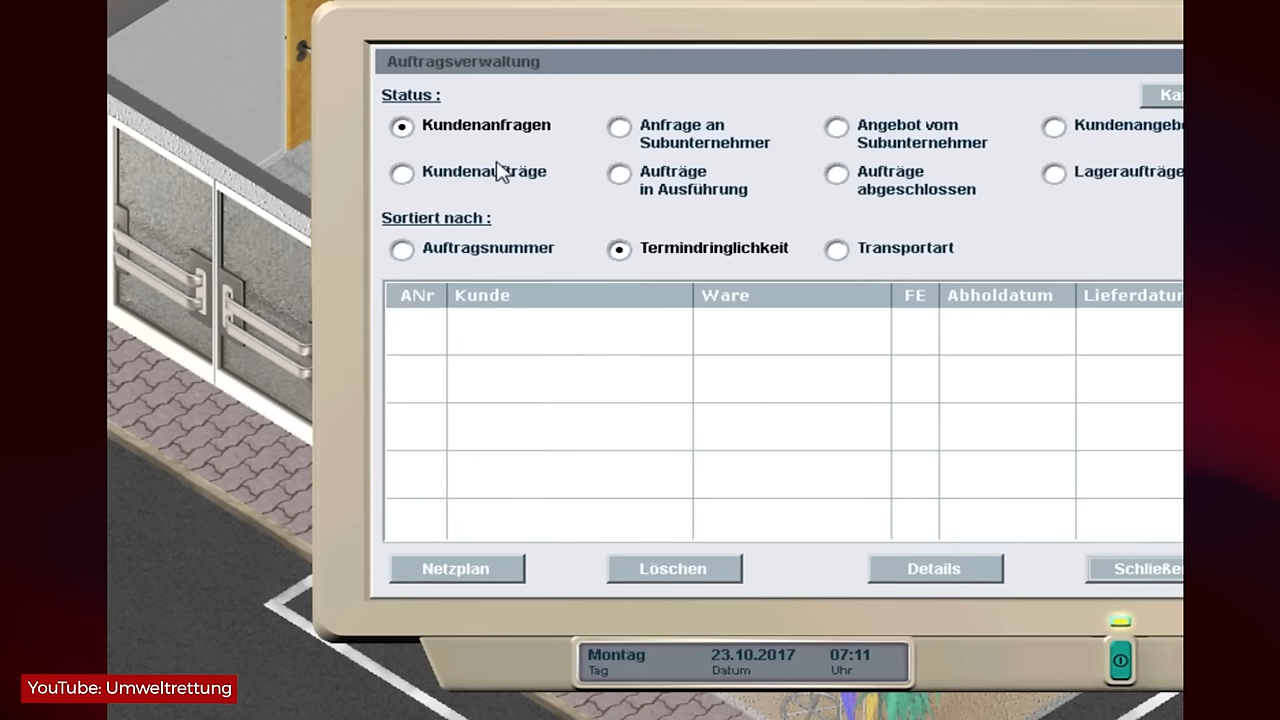 Auftragsverwaltung
Status :
Kundenanfragen
Anfrage an
Subunternehmer
Angebot vom
Subunternehmer
Kundenaufträge
Aufträge
in Ausführung
Aufträge
abgeschlossen
Lageraufträge
Sortiert nach :
Auftragsnummer
Termindringlichkeit
Transportart
ANr Kunde Ware FE Abholdatum
Netzplan Löschen Details
Montag 23.10.2017 07:11
Tag Datum Uhr
YouTube: Umweltrettung